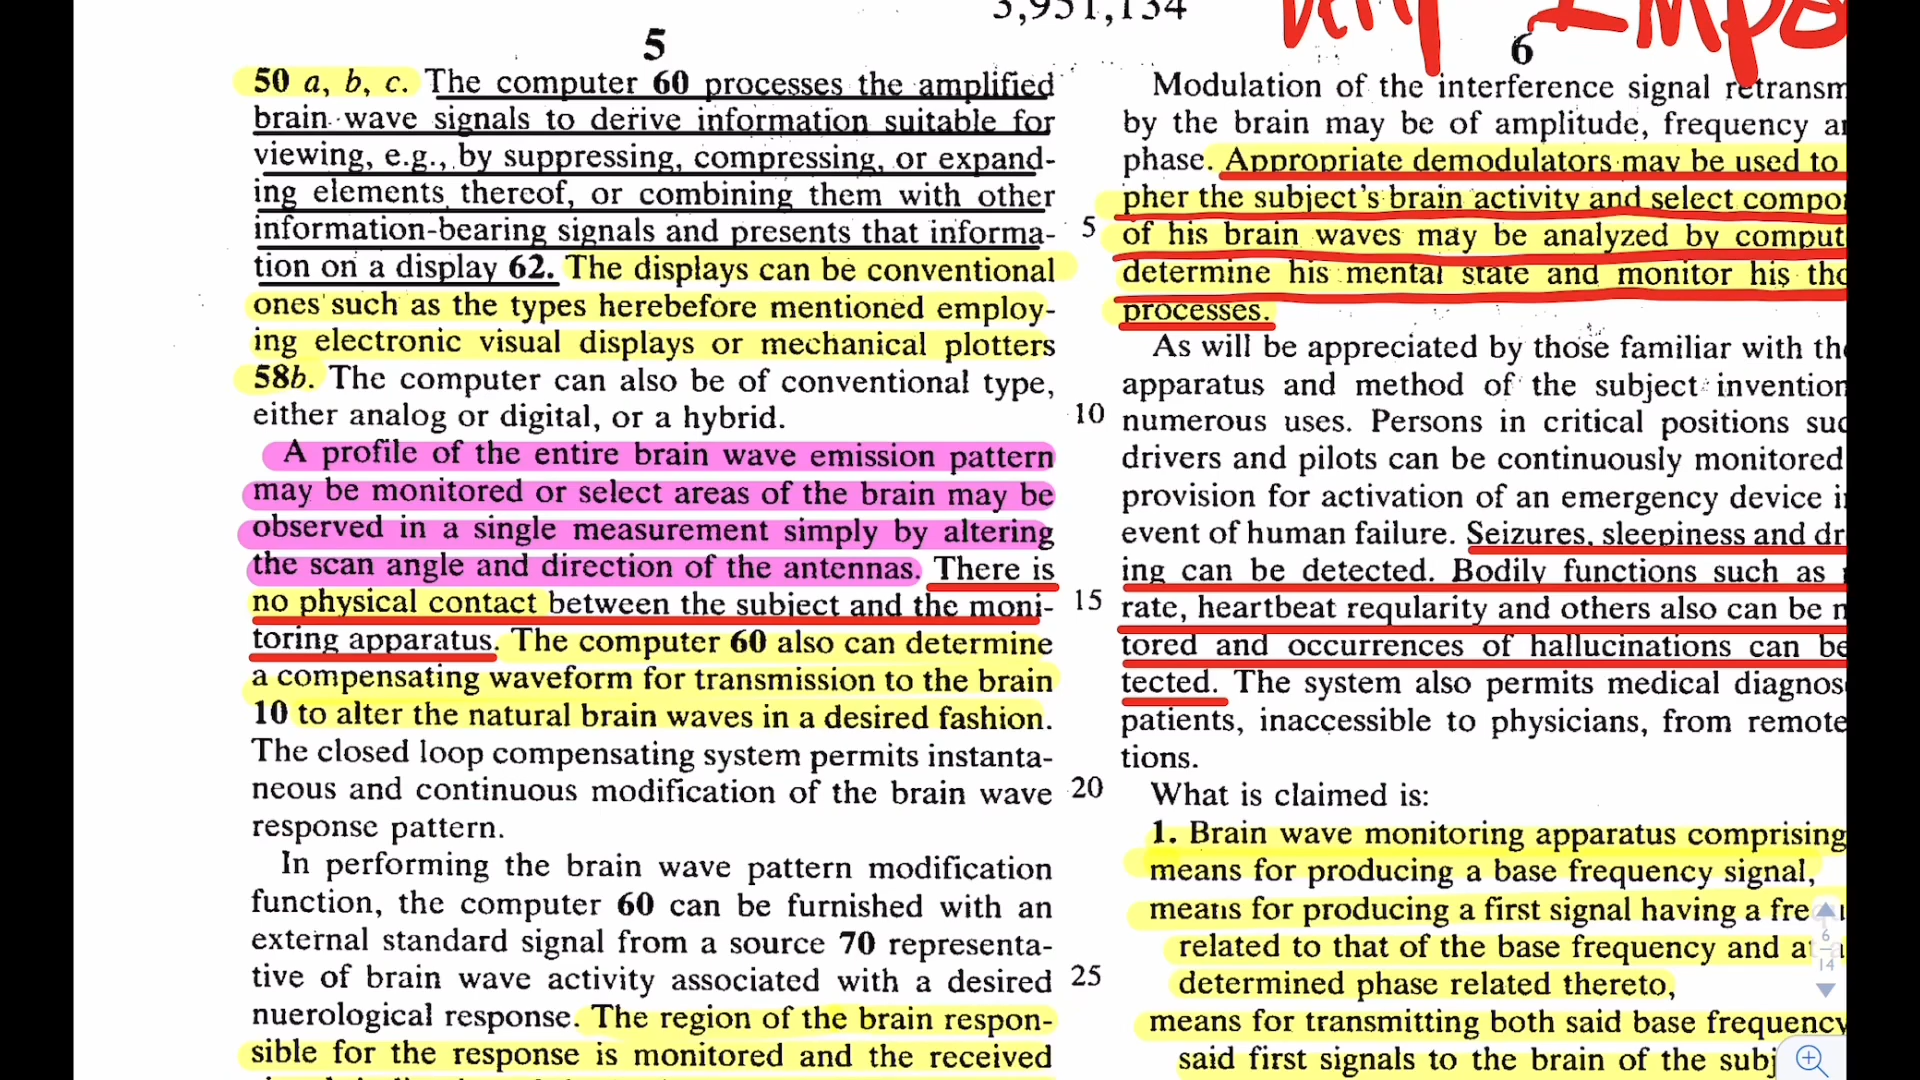 3,951,134
Very Impo
5
50 a, b, c. The computer 60 processes the amplified
brain wave signals to derive information suitable for
viewing, e.g., by suppressing, compressing, or expand-
ing elements thereof, or combining them with other
information-bearing signals and presents that informa-
tion on a display 62. The displays can be conventional
ones such as the types herebefore mentioned employ-
ing electronic visual displays or mechanical plotters
58b. The computer can also be of conventional type,
either analog or digital, or a hybrid.
A profile of the entire brain wave emission pattern
may be monitored or select areas of the brain may be
observed in a single measurement simply by altering
the scan angle and direction of the antennas. There is
no physical contact between the subject and the moni-
toring apparatus. The computer 60 also can determine
a compensating waveform for transmission to the brain
10 to alter the natural brain waves in a desired fashion.
The closed loop compensating system permits instanta-
neous and continuous modification of the brain wave
response pattern.
In performing the brain wave pattern modification
function, the computer 60 can be furnished with an
external standard signal from a source 70 representa-
tive of brain wave activity associated with a desired
nuerological response. The region of the brain respon-
sible for the response is monitored and the received
5
10
15
20
25
6
Modulation of the interference signal retransm
by the brain may be of amplitude, frequency a
phase. Appropriate demodulators may be used to
pher the subject's brain activity and select compo
of his brain waves may be analyzed by comput
determine his mental state and monitor his tho
processes.
As will be appreciated by those familiar with the
apparatus and method of the subject invention
numerous uses. Persons in critical positions suc
drivers and pilots can be continuously monitored
provision for activation of an emergency device i
event of human failure. Seizures, sleepiness and dr
ing can be detected. Bodily functions such as
rate, heartbeat reqularity and others also can be n
tored and occurrences of hallucinations can be
tected. The system also permits medical diagnos
patients, inaccessible to physicians, from remote
tions.
What is claimed is:
1. Brain wave monitoring apparatus comprising
means for producing a base frequency signal,
means for producing a first signal having a fre
related to that of the base frequency and at a
determined phase related thereto,
means for transmitting both said base frequency
said first signals to the brain of the subj
6
14